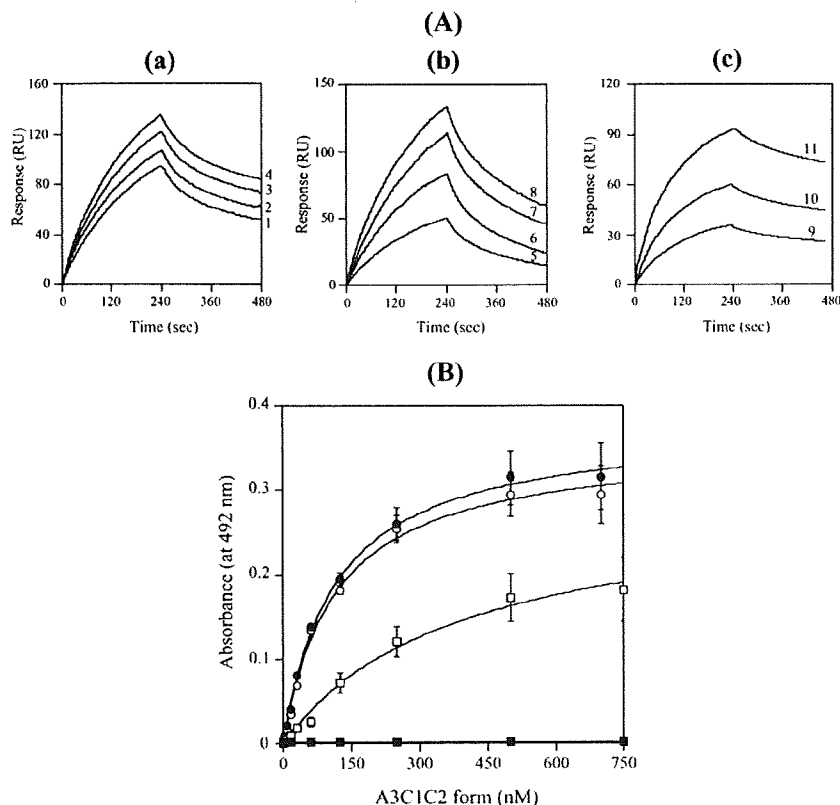 (A)
(a) (b) (c)
160
120
80
40
0
Response (RU)
4
3
2
1
0 120 240 360 480
Time (sec)
150
100
50
0
Response (RU)
8
7
6
5
0 120 240 360 480
Time (sec)
90
60
30
0
Response (RU)
11
10
9
0 120 240 360 480
Time (sec)
(B)
0.4
0.3
0.2
0.1
0
Absorbance (at 492 nm)
0 150 300 450 600 750
A3C1C2 form (nM)